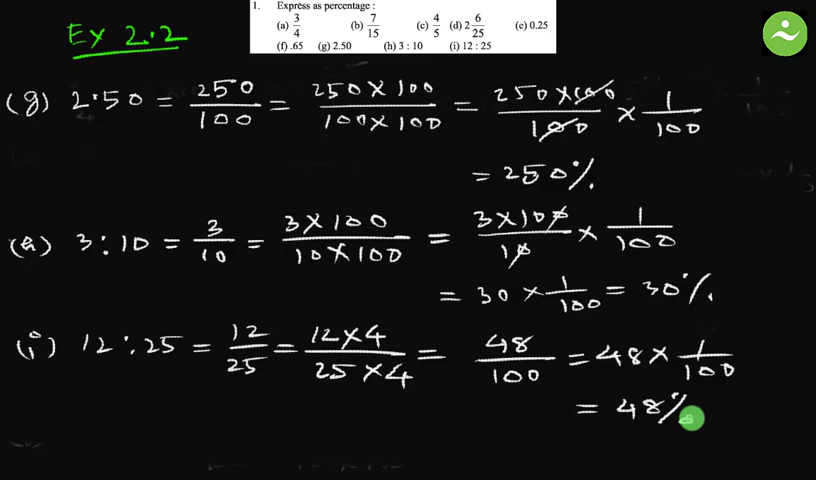 1. Express as percentage :
(a) 3/4 (b) 7/15 (c) 4/5 (d) 2 6/25 (e) 0.25
(f) .65 (g) 2.50 (h) 3 : 10 (i) 12 : 25
Ex 2.2
(g) 2.50 = 250/100 = 250 × 100/100 × 100 = 250 × 100/100 × 1/100
= 250%.
(h) 3 : 10 = 3/10 = 3 × 100/10 × 100 = 3 × 100/10 × 1/100
= 30 × 1/100 = 30%.
(i) 12 : 25 = 12/25 = 12 × 4/25 × 4 = 48/100 = 48 × 1/100
= 48%